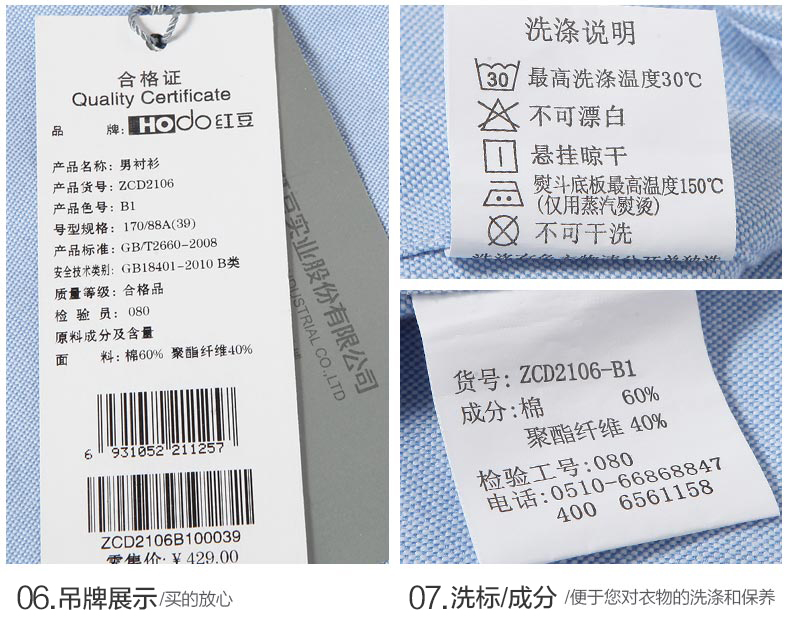 合格证
Quality Certificate
品 牌: HOdo 红豆
产品名称: 男衬衫
产品货号: ZCD2106
产品色号: B1
号型规格: 170/88A(39)
产品标准: GB/T2660-2008
安全技术类别: GB18401-2010 B类
质量等级: 合格品
检 验 员: 080
原料成分及含量
面 料: 棉60% 聚酯纤维40%
6 931052 211257
ZCD2106B100039
零售价: ¥429.00
豆实业股份有限公司
INDUSTRIAL CO.,LTD
洗涤说明
30 最高洗涤温度30℃
不可漂白
悬挂晾干
熨斗底板最高温度150℃
(仅用蒸汽熨烫)
不可干洗
货号: ZCD2106-B1
成分: 棉 60%
聚酯纤维 40%
检验工号: 080
电话: 0510-66868847
400 6561158
06.吊牌展示/买的放心
07.洗标/成分 /便于您对衣物的洗涤和保养